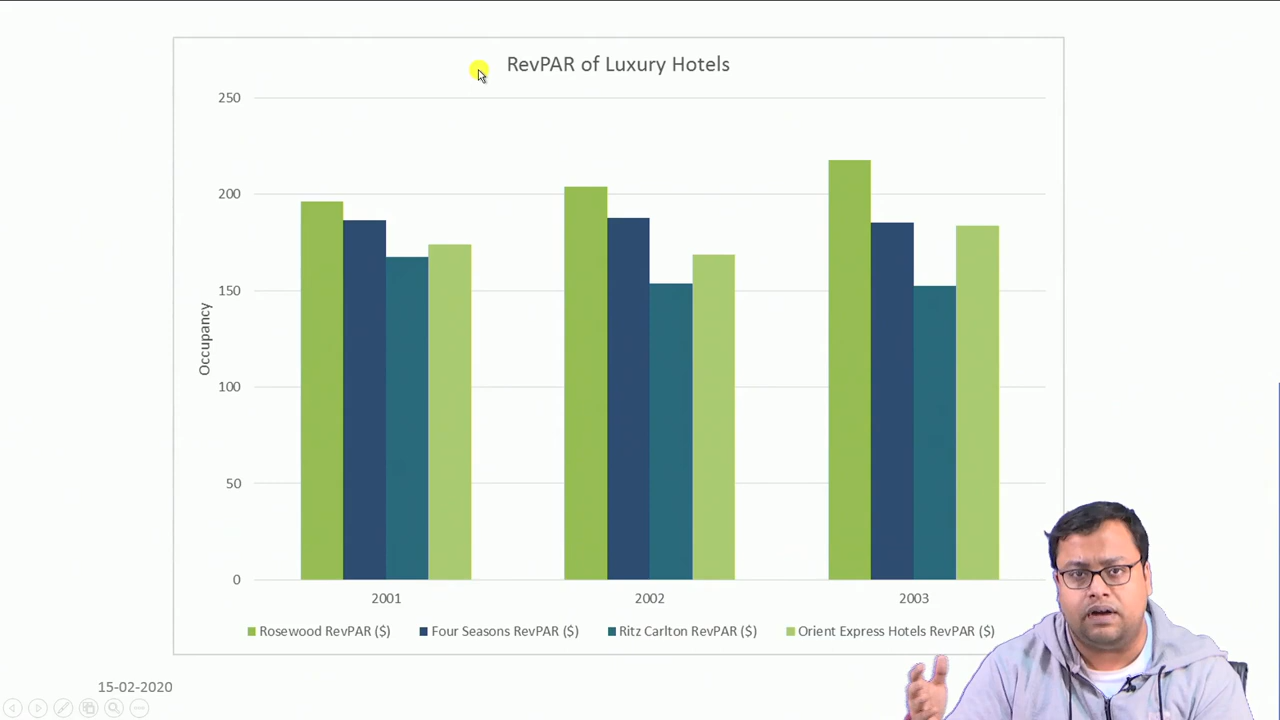 RevPAR of Luxury Hotels
250
200
150
100
50
0
Occupancy
2001 2002 2003
Rosewood RevPAR ($) Four Seasons RevPAR ($) Ritz Carlton RevPAR ($) Orient Express Hotels RevPAR ($)
15-02-2020